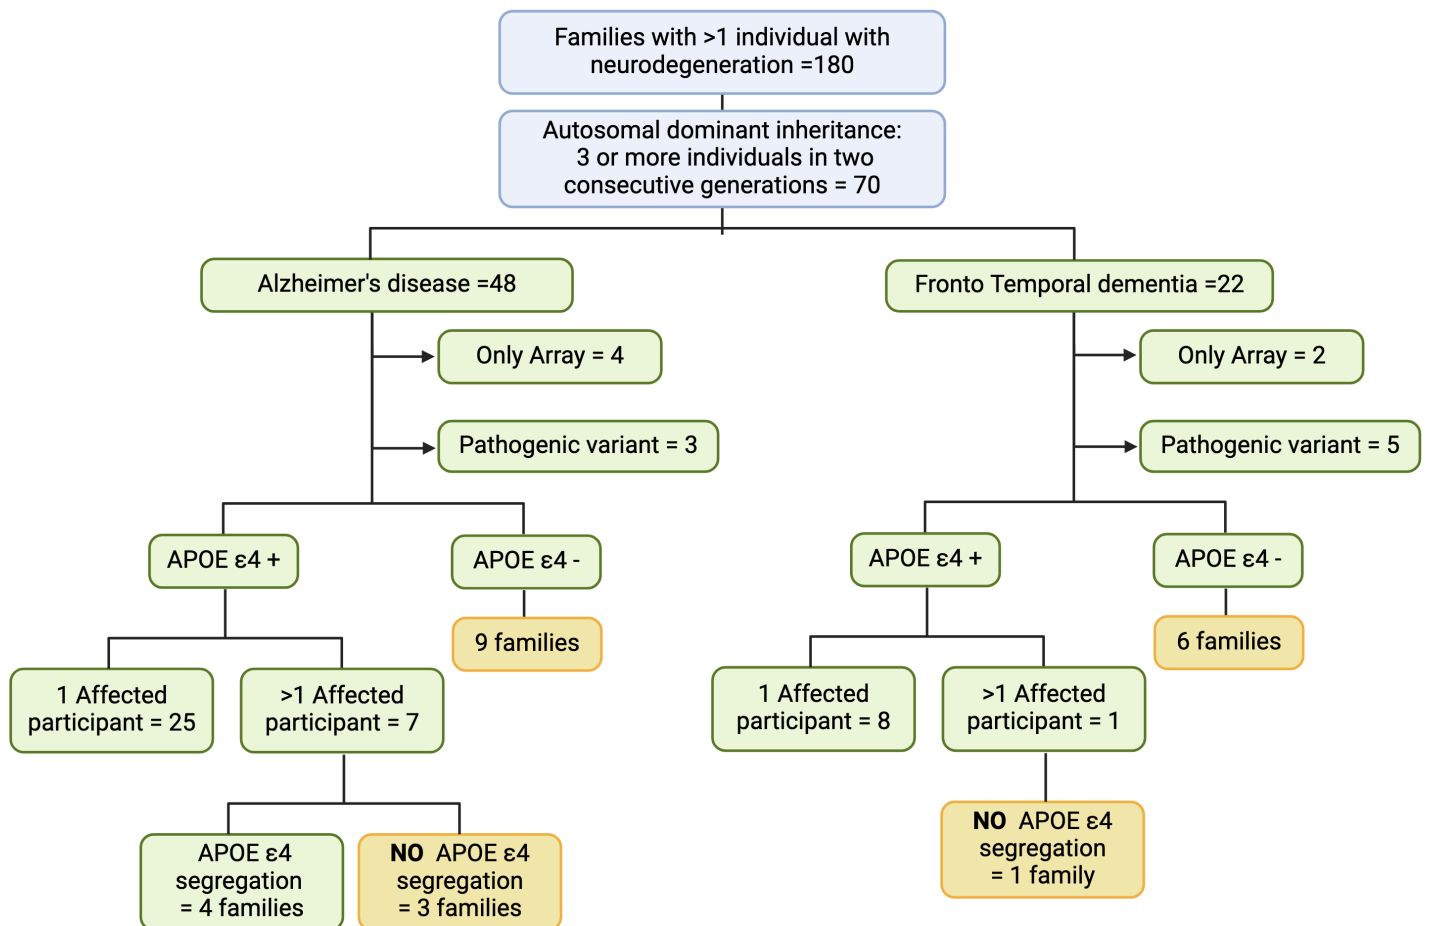 Families with >1 individual with
neurodegeneration =180
Autosomal dominant inheritance:
3 or more individuals in two
consecutive generations = 70
Alzheimer's disease =48
Fronto Temporal dementia =22
Only Array = 4
Only Array = 2
Pathogenic variant = 3
Pathogenic variant = 5
APOE ε4 +
APOE ε4 -
APOE ε4 +
APOE ε4 -
9 families
6 families
1 Affected
participant = 25
>1 Affected
participant = 7
1 Affected
participant = 8
>1 Affected
participant = 1
APOE ε4
segregation
= 4 families
NO APOE ε4
segregation
= 3 families
NO APOE ε4
segregation
= 1 family